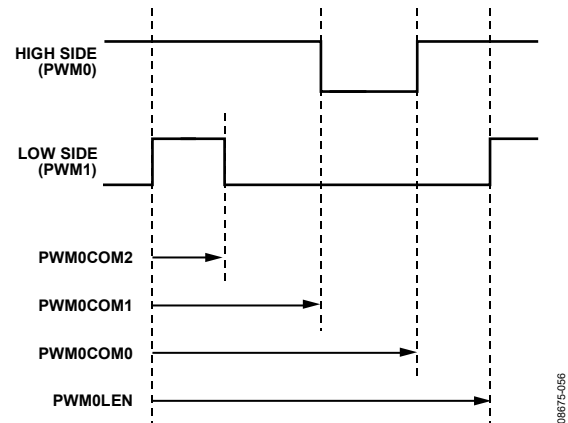 HIGH SIDE
(PWM0)
LOW SIDE
(PWM1)
PWM0COM2
PWM0COM1
PWM0COM0
PWM0LEN
08675-056